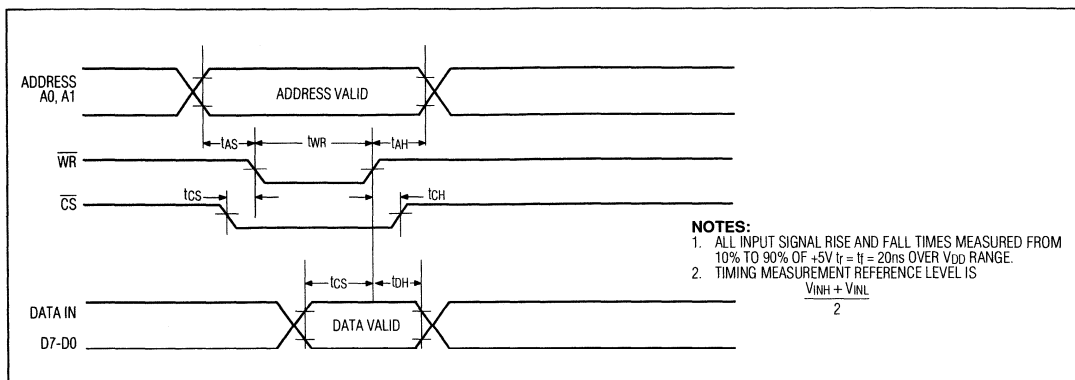 ADDRESS
A0, A1
ADDRESS VALID
tAS
tWR
tAH
WR
tCS
tCH
CS
NOTES:
1. ALL INPUT SIGNAL RISE AND FALL TIMES MEASURED FROM
10% TO 90% OF +5V tr = tf = 20ns OVER VDD RANGE.
2. TIMING MEASUREMENT REFERENCE LEVEL IS
VINH + VINL
2
tCS
tDH
DATA IN
DATA VALID
D7-D0